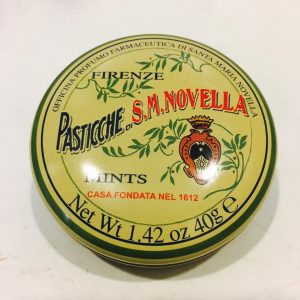 OFFICINA PROFUMO FARMACEUTICA DI SANTA MARIA NOVELLA
FIRENZE
PASTICCHE DI S.M.NOVELLA
MINTS
CASA FONDATA NEL 1612
Net Wt 1.42 oz 40g e